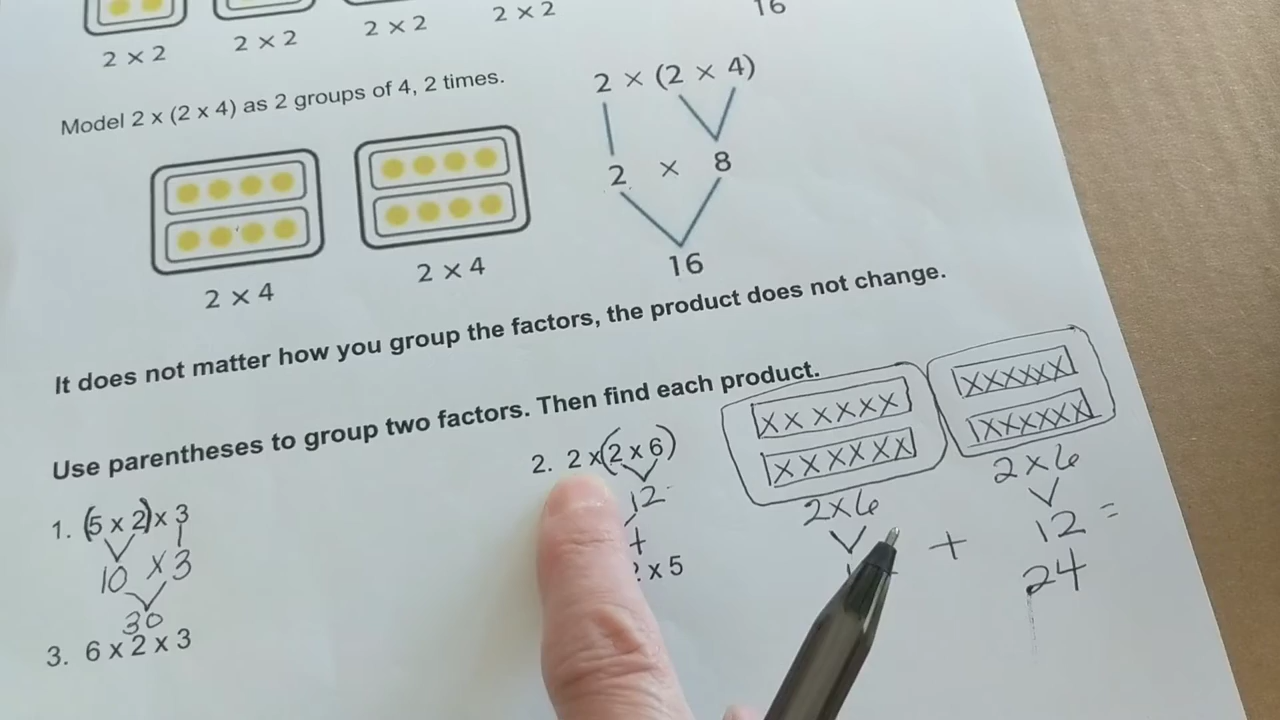 2 x 2
2 x 2
2 x 2
2 x 2
16
Model 2 x (2 x 4) as 2 groups of 4, 2 times.
2 x 4
2 x 4
2 x (2 x 4)
2 x 8
16
It does not matter how you group the factors, the product does not change.
Use parentheses to group two factors. Then find each product.
1. (5 x 2) x 3
10 x 3
30
2. 2 x (2 x 6)
12
+
x 5
3. 6 x 2 x 3
XXXXXX
XXXXXX
2x6
+
XXXXXX
XXXXXX
2x6
12 =
24